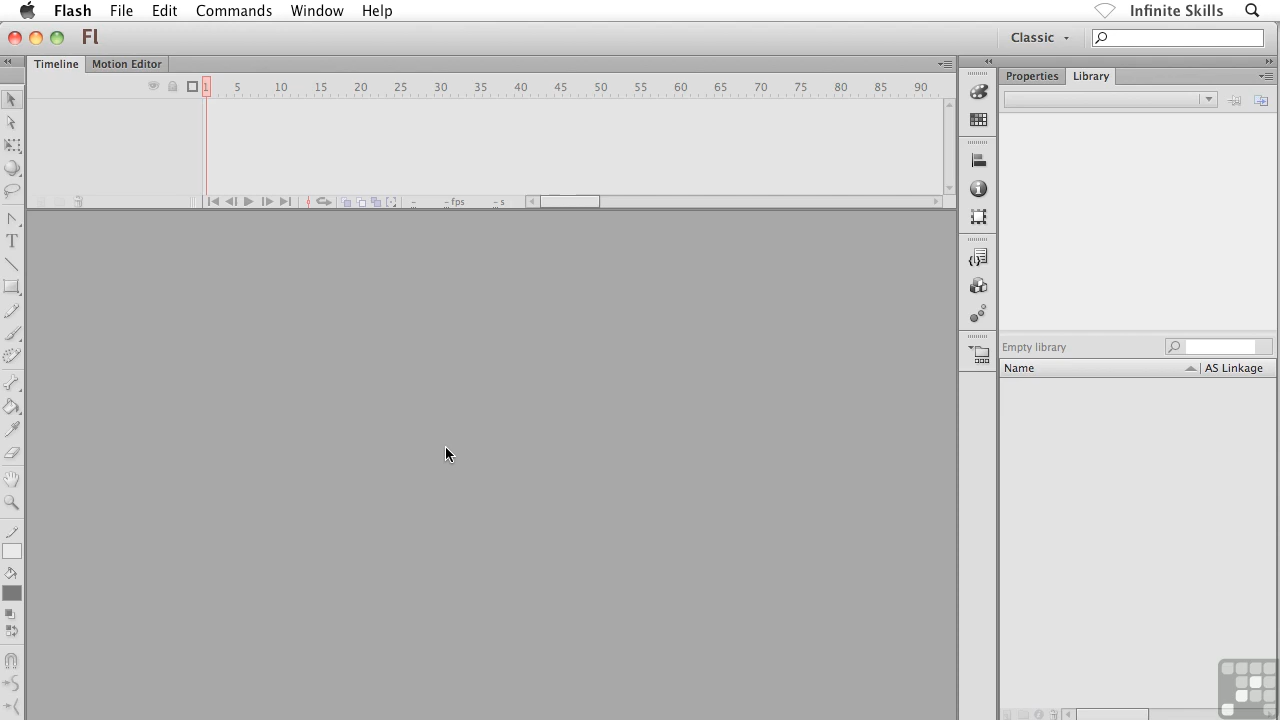 Flash File Edit Commands Window Help Infinite Skills
Fl Classic
Timeline Motion Editor
Properties Library
1 5 10 15 20 25 30 35 40 45 50 55 60 65 70 75 80 85 90
fps s
Empty library
Name AS Linkage